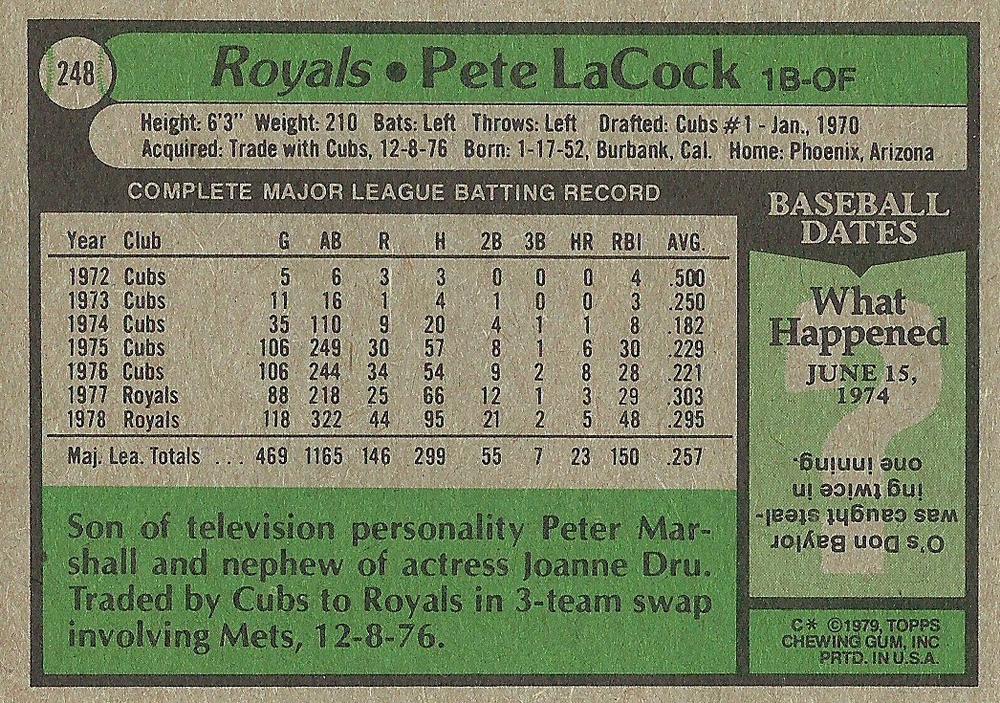 248
Royals • Pete LaCock 1B-OF
Height: 6'3" Weight: 210 Bats: Left Throws: Left Drafted: Cubs #1 - Jan., 1970
Acquired: Trade with Cubs, 12-8-76 Born: 1-17-52, Burbank, Cal. Home: Phoenix, Arizona
COMPLETE MAJOR LEAGUE BATTING RECORD
Year Club G AB R H 2B 3B HR RBI AVG.
1972 Cubs 5 6 3 3 0 0 0 4 .500
1973 Cubs 11 16 1 4 1 0 0 3 .250
1974 Cubs 35 110 9 20 4 1 1 8 .182
1975 Cubs 106 249 30 57 8 1 6 30 .229
1976 Cubs 106 244 34 54 9 2 8 28 .221
1977 Royals 88 218 25 66 12 1 3 29 .303
1978 Royals 118 322 44 95 21 2 5 48 .295
Maj. Lea. Totals ... 469 1165 146 299 55 7 23 150 .257
Son of television personality Peter Mar-
shall and nephew of actress Joanne Dru.
Traded by Cubs to Royals in 3-team swap
involving Mets, 12-8-76.
BASEBALL
DATES
?
What
Happened
JUNE 15,
1974
O's Don Baylor
was caught steal-
ing twice in
one inning.
C* ©1979, TOPPS
CHEWING GUM, INC
PRTD. IN U.S.A.